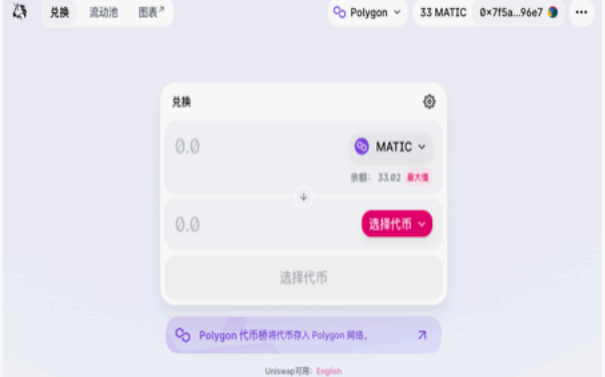 兑换 流动池 图表↗ Polygon 33 MATIC 0×7f5a...96e7 ...
兑换
0.0 MATIC
余额： 33.02 最大值
0.0 选择代币
选择代币
Polygon 代币桥将代币存入 Polygon 网络。
Uniswap可用： English